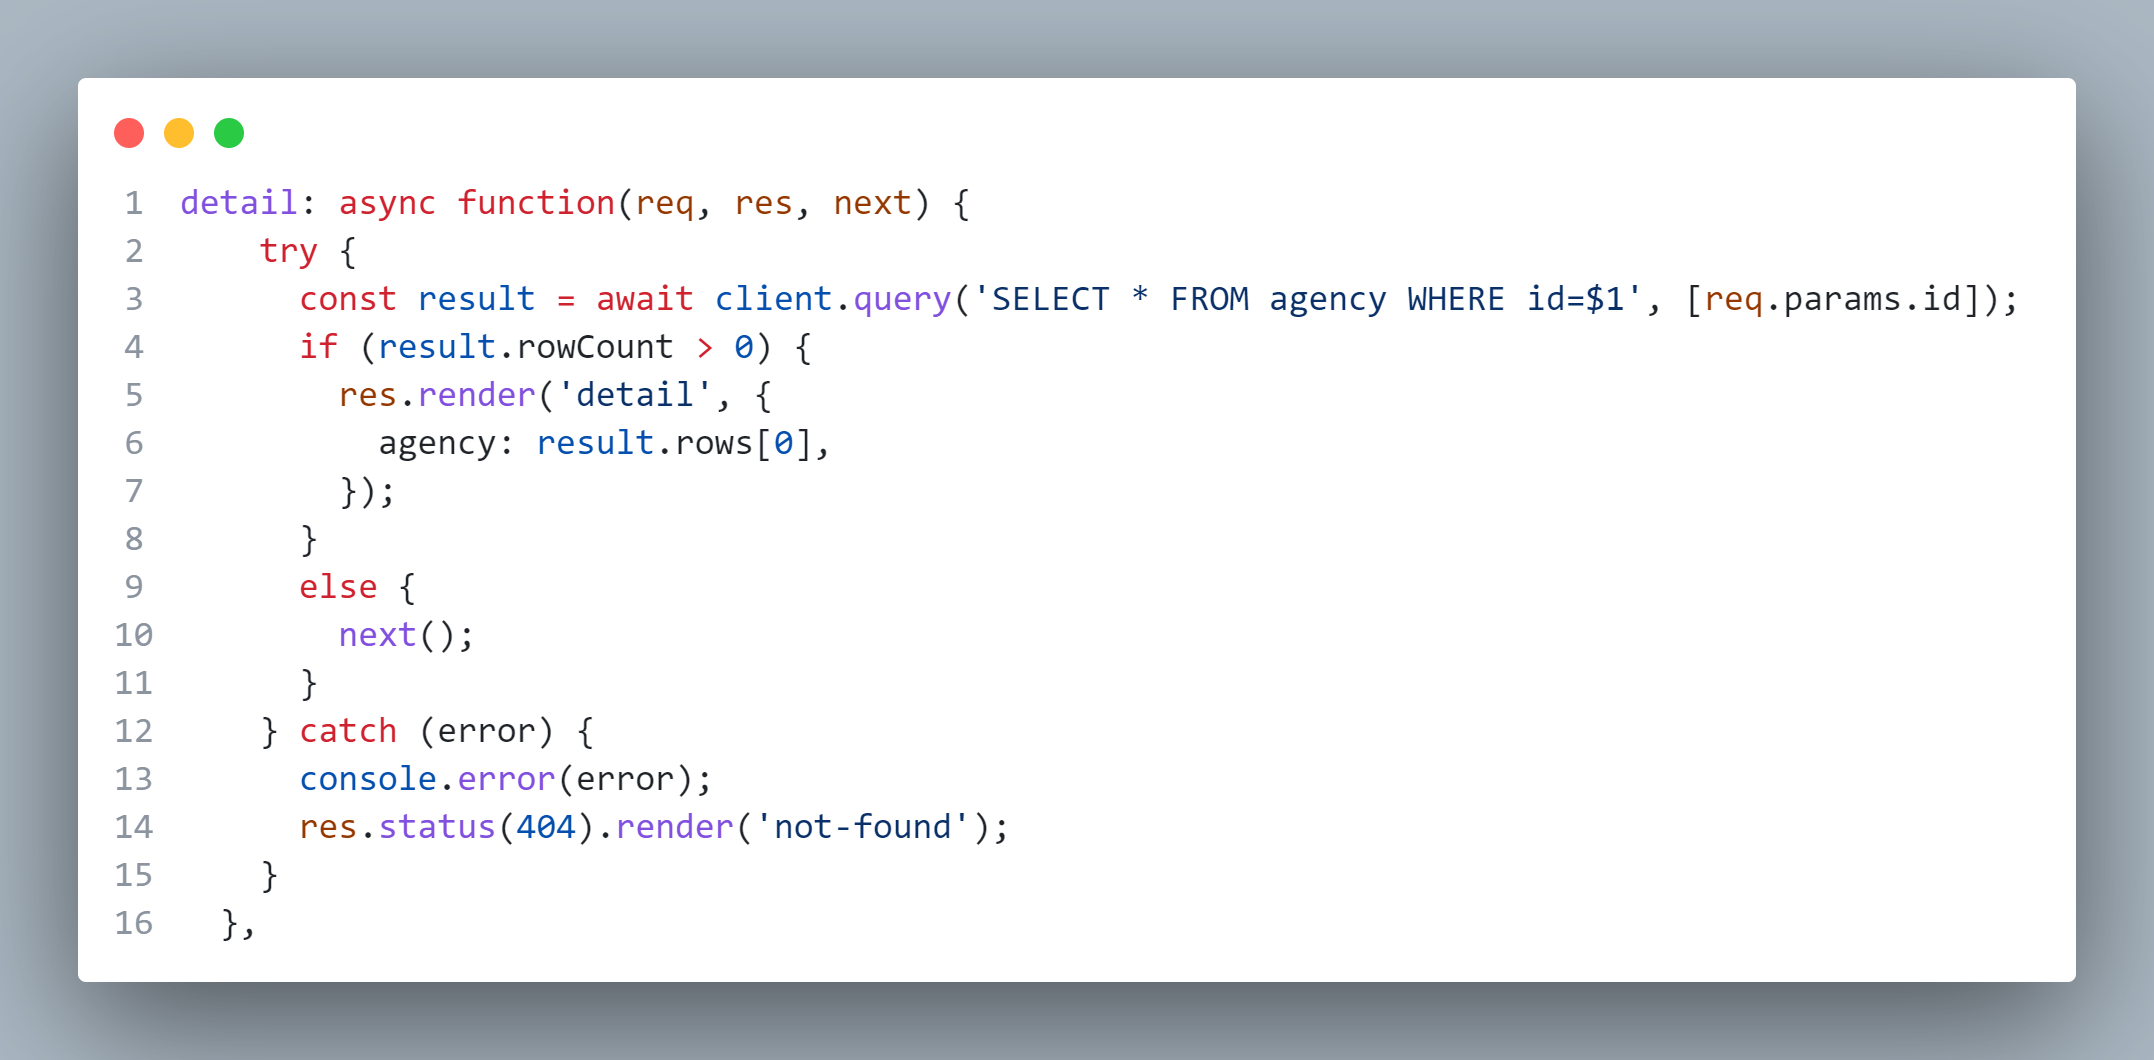 1 detail: async function(req, res, next) {
2 try {
3 const result = await client.query('SELECT * FROM agency WHERE id=$1', [req.params.id]);
4 if (result.rowCount > 0) {
5 res.render('detail', {
6 agency: result.rows[0],
7 });
8 }
9 else {
10 next();
11 }
12 } catch (error) {
13 console.error(error);
14 res.status(404).render('not-found');
15 }
16 },